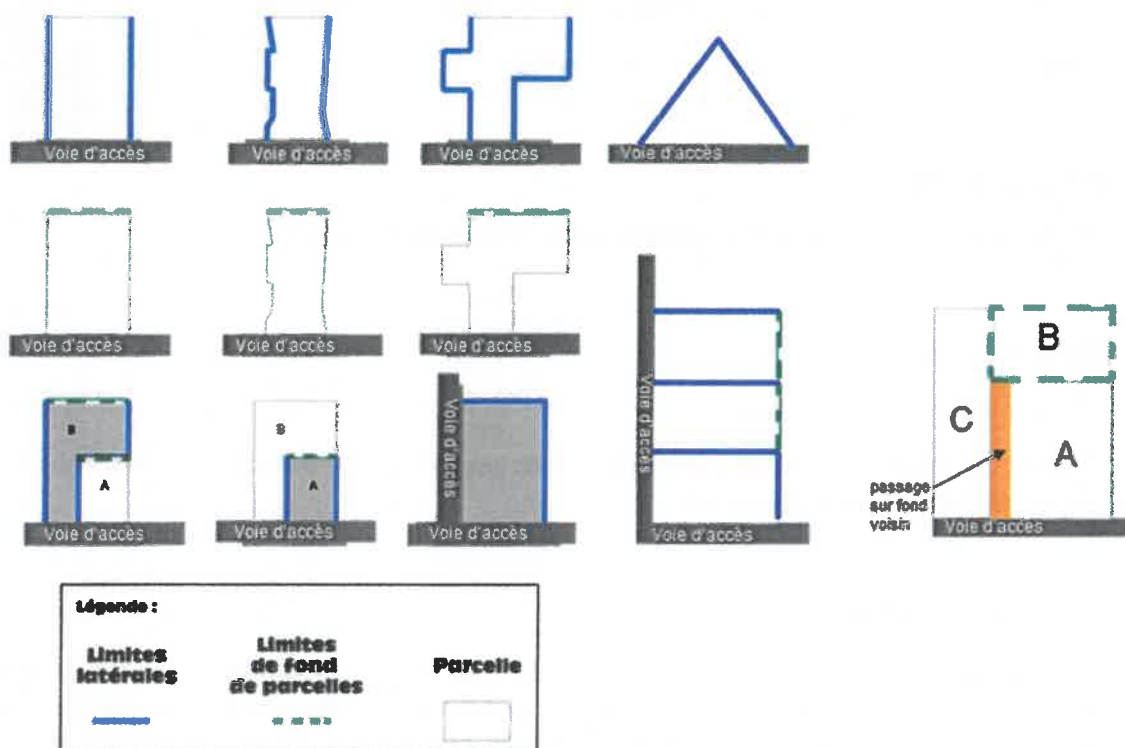 Voie d'accès
Voie d'accès
Voie d'accès
Voie d'accès
Voie d'accès
Voie d'accès
Voie d'accès
Voie d'accès
B
C
A
passage
sur fond
voisin
Voie d'accès
B
A
Voie d'accès
B
A
Voie d'accès
Voie d'accès
Voie d'accès
Voie d'accès
Légende :
Limites
latérales
Limites
de fond
de parcelles
Parcelle